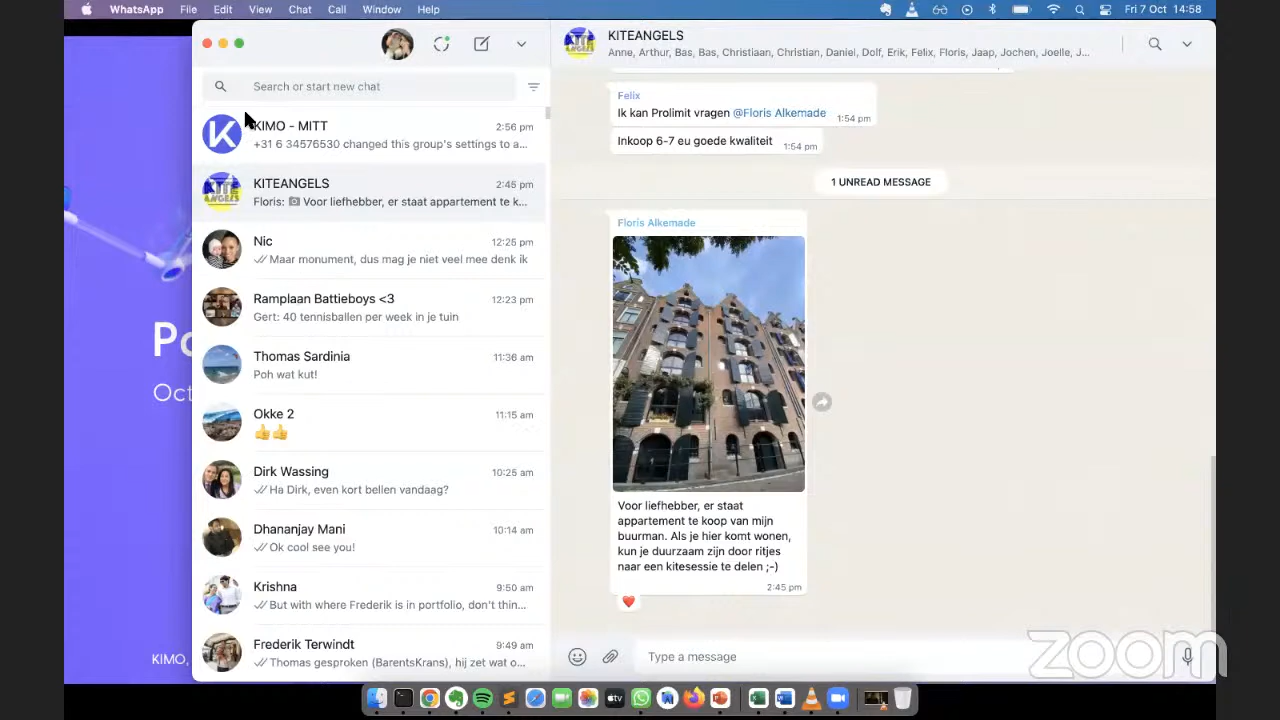 WhatsApp File Edit View Chat Call Window Help
Fri 7 Oct 14:58
KITEANGELS
Anne, Arthur, Bas, Bas, Christiaan, Christian, Daniel, Dolf, Erik, Felix, Floris, Jaap, Jochen, Joelle, J...
Search or start new chat
KIMO - MITT
2:56 pm
+31 6 34576530 changed this group's settings to a...
KITEANGELS
2:45 pm
Floris: Voor liefhebber, er staat appartement te k...
Nic
12:25 pm
Maar monument, dus mag je niet veel mee denk ik
Ramplaan Battieboys <3
12:23 pm
Gert: 40 tennisballen per week in je tuin
Thomas Sardinia
11:36 am
Poh wat kut!
Okke 2
11:15 am
👍👍
Dirk Wassing
10:25 am
Ha Dirk, even kort bellen vandaag?
Dhananjay Mani
10:14 am
Ok cool see you!
Krishna
9:50 am
But with where Frederik is in portfolio, don't thin...
Frederik Terwindt
9:49 am
Thomas gesproken (BarentsKrans), hij zet wat o...
Felix
Ik kan Prolimit vragen @Floris Alkemade
1:54 pm
Inkoop 6-7 eu goede kwaliteit
1:54 pm
1 UNREAD MESSAGE
Floris Alkemade
Voor liefhebber, er staat
appartement te koop van mijn
buurman. Als je hier komt wonen,
kun je duurzaam zijn door ritjes
naar een kitesessie te delen ;-)
2:45 pm
❤️
Type a message
Oct
KIMO,
zoom